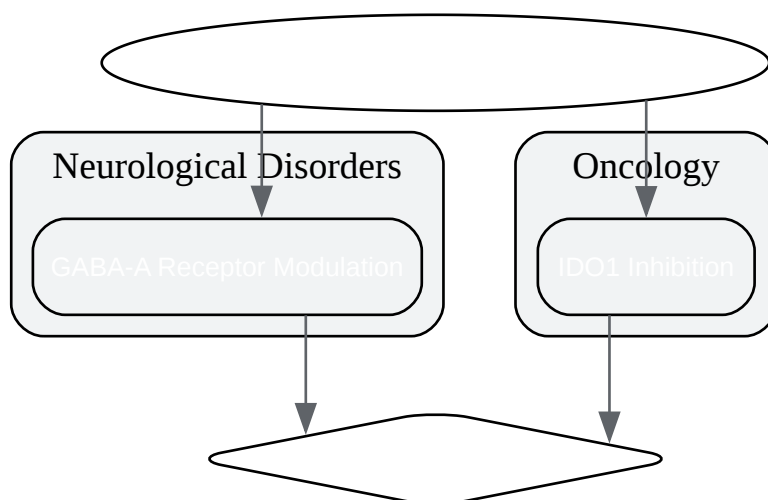 Neurological Disorders
Oncology
GABA-A Receptor Modulation
IDO1 Inhibition